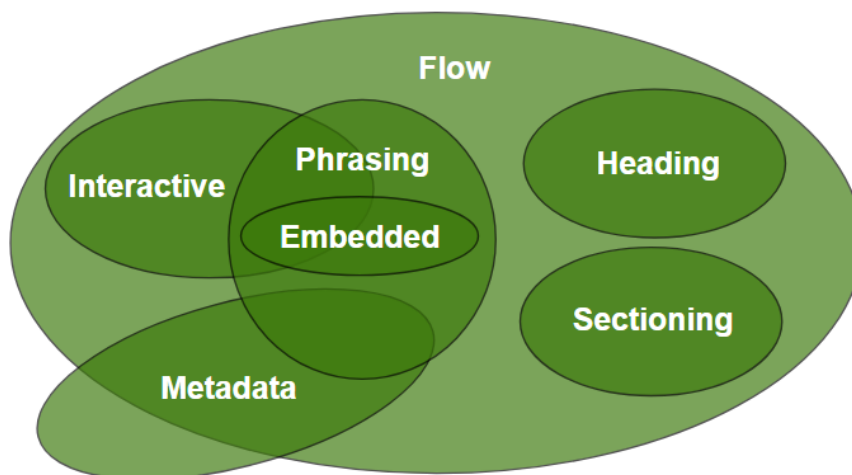 Flow
Phrasing
Heading
Interactive
Embedded
Sectioning
Metadata